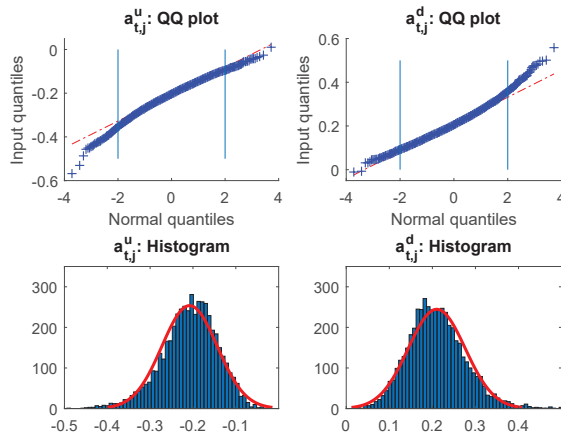 a^u_{t,j}: QQ plot
0
-0.2
-0.4
-0.6
Input quantiles
-4 -2 0 2 4
Normal quantiles
a^d_{t,j}: QQ plot
0.6
0.4
0.2
0
Input quantiles
-4 -2 0 2 4
Normal quantiles
a^u_{t,j}: Histogram
300
200
100
0
-0.5 -0.4 -0.3 -0.2 -0.1
a^d_{t,j}: Histogram
300
200
100
0
0 0.1 0.2 0.3 0.4